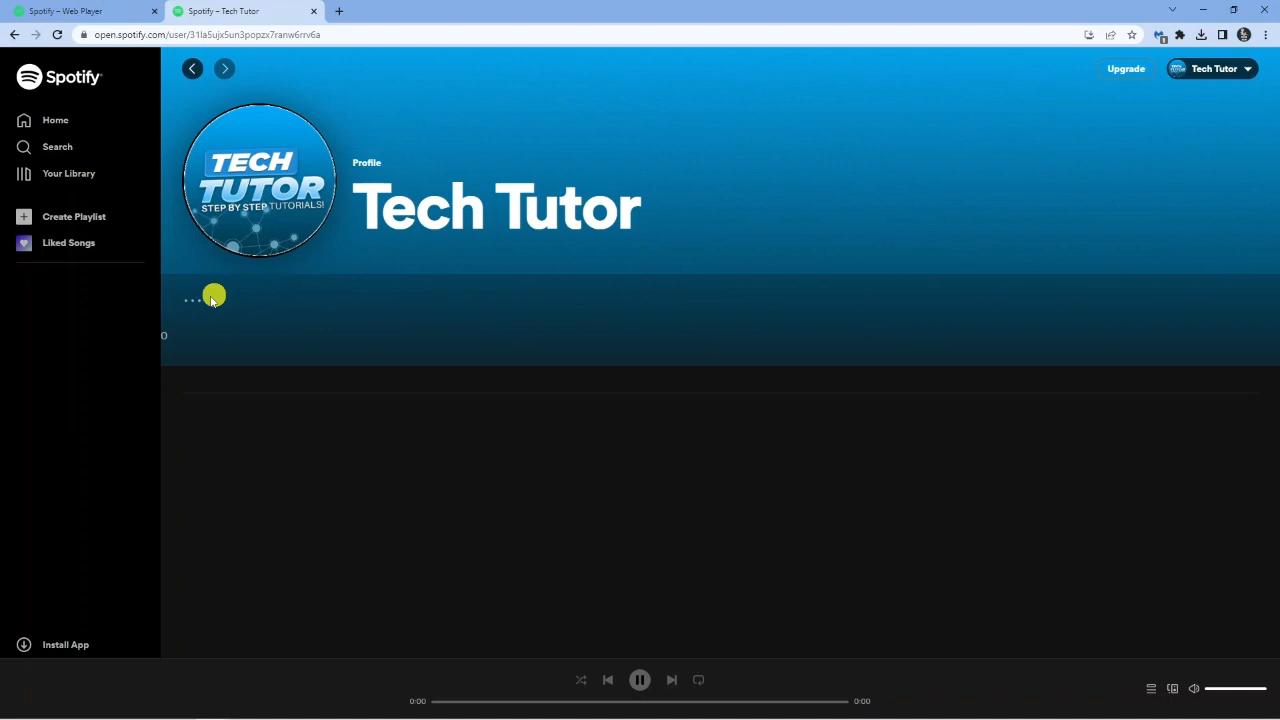 Spotify – Web Player
Spotify – Tech Tutor
open.spotify.com/user/31la5ujx5un3popzx7ranw6rrv6a
1
Spotify
Upgrade
Tech Tutor
Home
Search
Your Library
Create Playlist
Liked Songs
TECH
TUTOR
STEP BY STEP TUTORIALS!
Profile
Tech Tutor
0
Install App
0:00
0:00